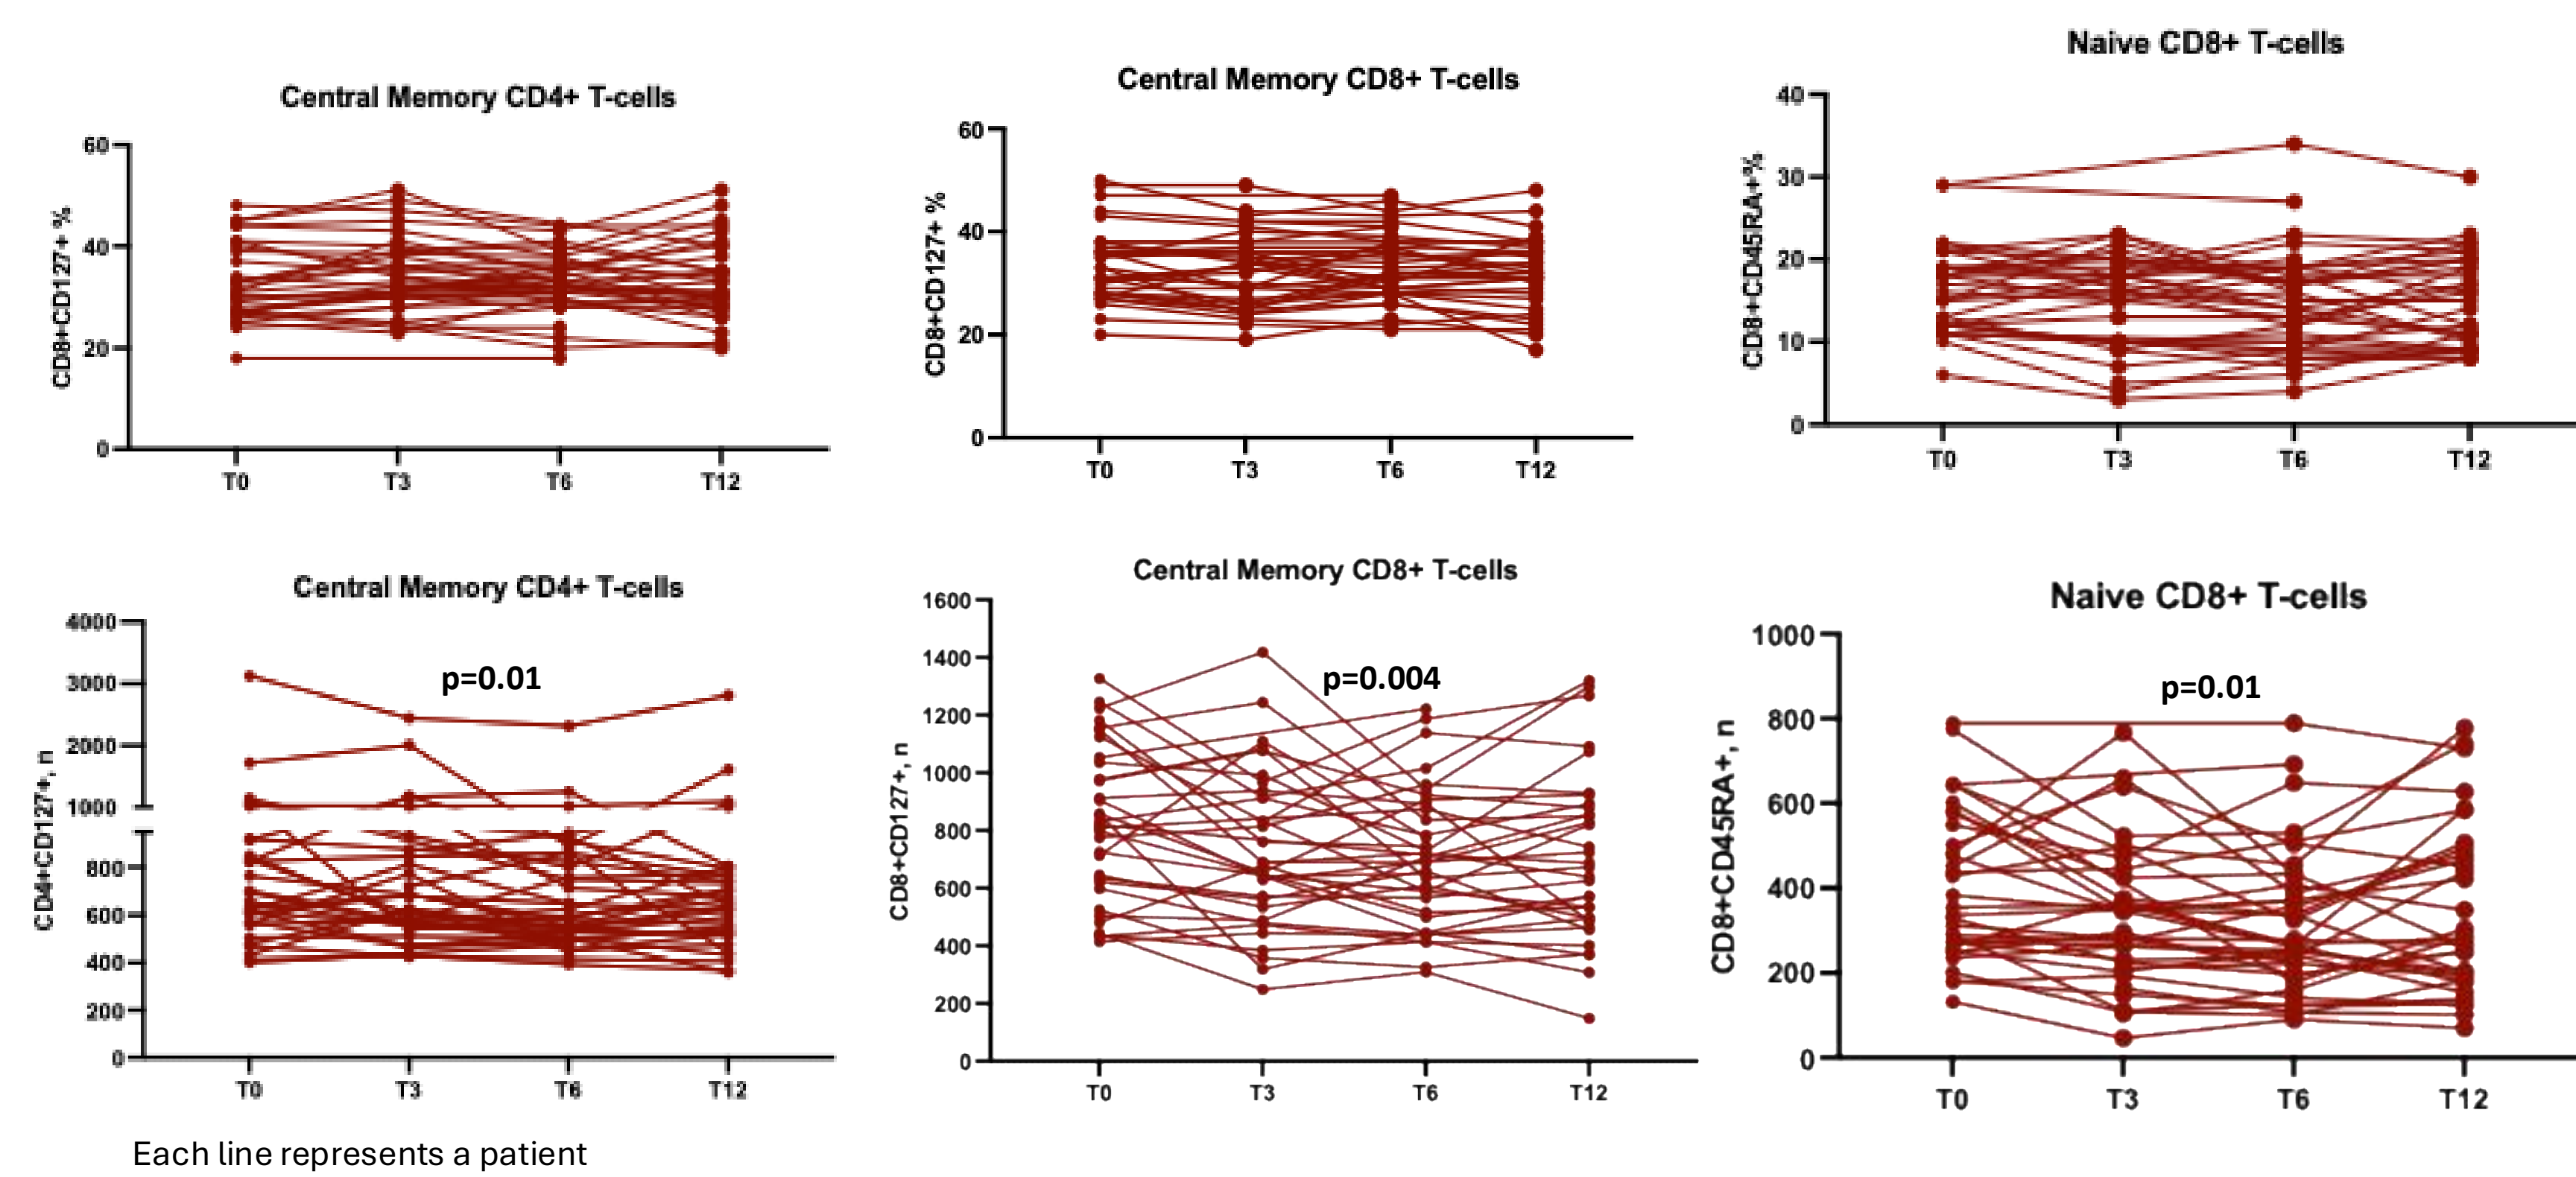 Central Memory CD4+ T-cells
CD8+CD127+ %
60
40
20
0
T0 T3 T6 T12
Central Memory CD8+ T-cells
CD8+CD127+ %
60
40
20
0
T0 T3 T6 T12
Naive CD8+ T-cells
CD8+CD45RA+%
40
30
20
10
0
T0 T3 T6 T12
Central Memory CD4+ T-cells
p=0.01
CD4+CD127+, n
4000
3000
2000
1000
800
600
400
200
0
T0 T3 T6 T12
Central Memory CD8+ T-cells
p=0.004
CD8+CD127+, n
1600
1400
1200
1000
800
600
400
200
0
T0 T3 T6 T12
Naive CD8+ T-cells
p=0.01
CD8+CD45RA+, n
1000
800
600
400
200
0
T0 T3 T6 T12
Each line represents a patient